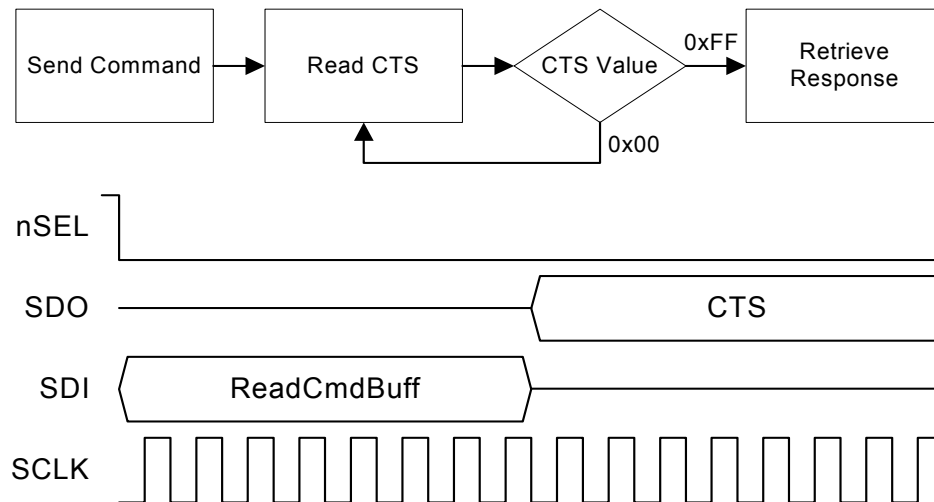 Send Command
Read CTS
CTS Value
0xFF
Retrieve
Response
0x00
nSEL
SDO
CTS
SDI
ReadCmdBuff
SCLK